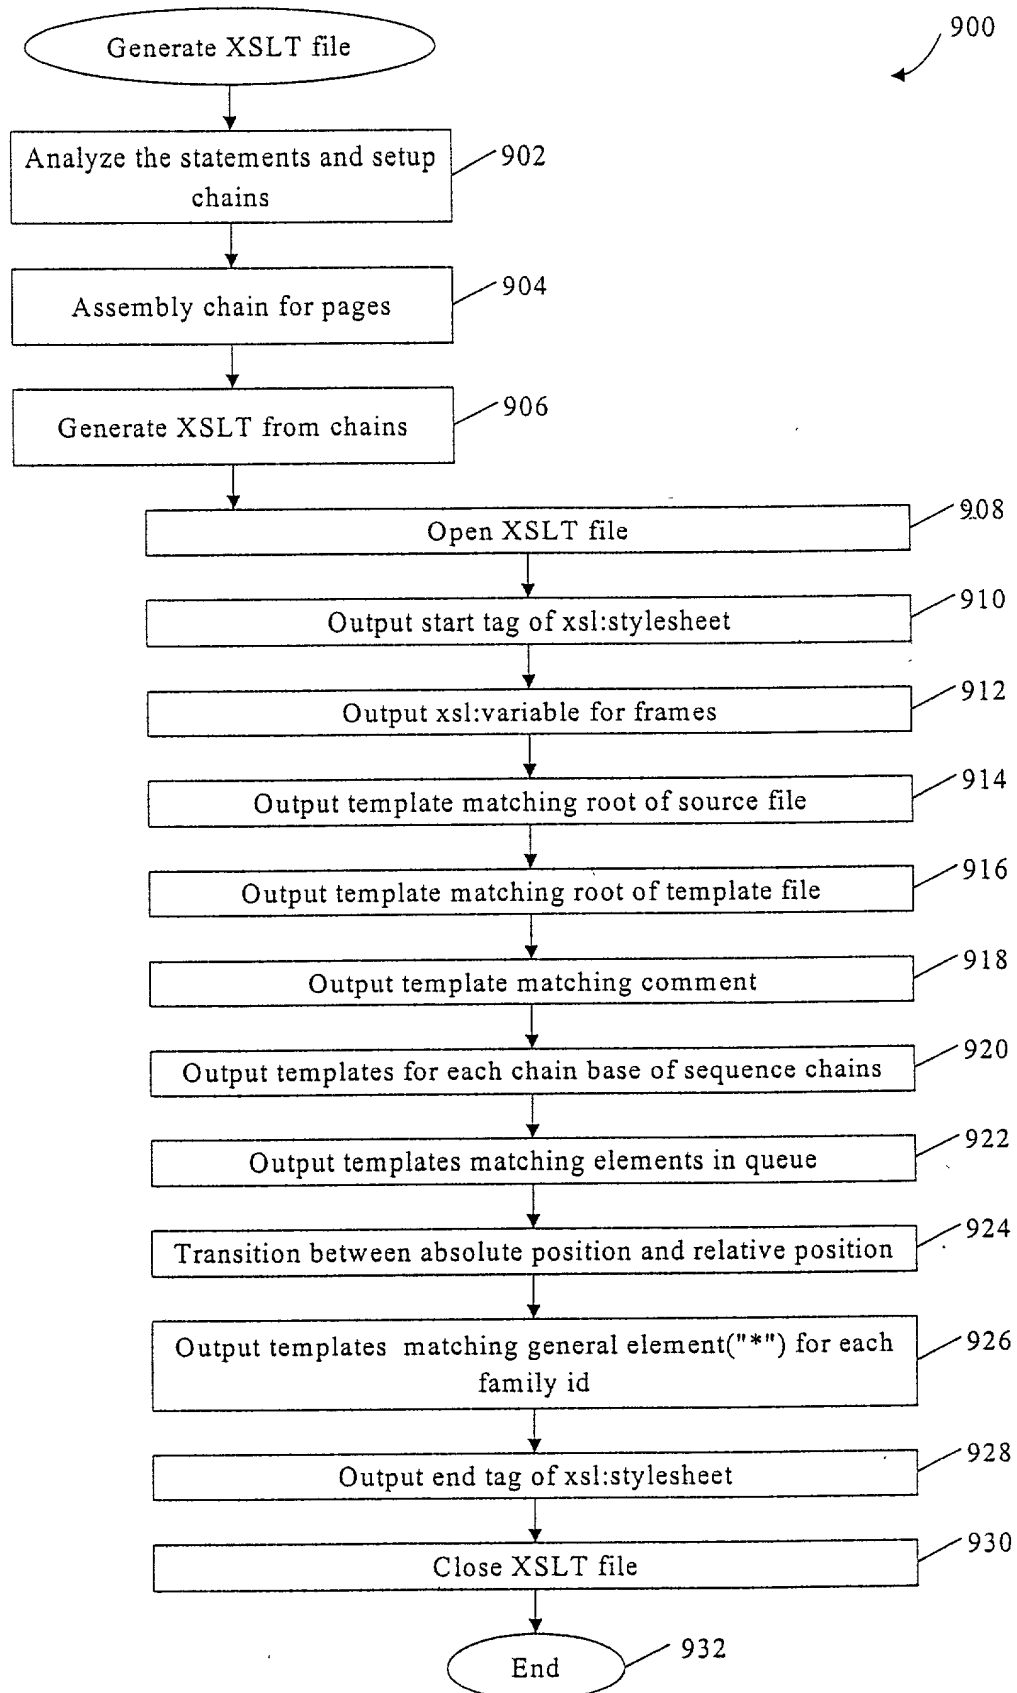 Generate XSLT file
900
Analyze the statements and setup
chains
902
Assembly chain for pages
904
Generate XSLT from chains
906
Open XSLT file
908
Output start tag of xsl:stylesheet
910
Output xsl:variable for frames
912
Output template matching root of source file
914
Output template matching root of template file
916
Output template matching comment
918
Output templates for each chain base of sequence chains
920
Output templates matching elements in queue
922
Transition between absolute position and relative position
924
Output templates matching general element("*") for each
family id
926
Output end tag of xsl:stylesheet
928
Close XSLT file
930
End
932